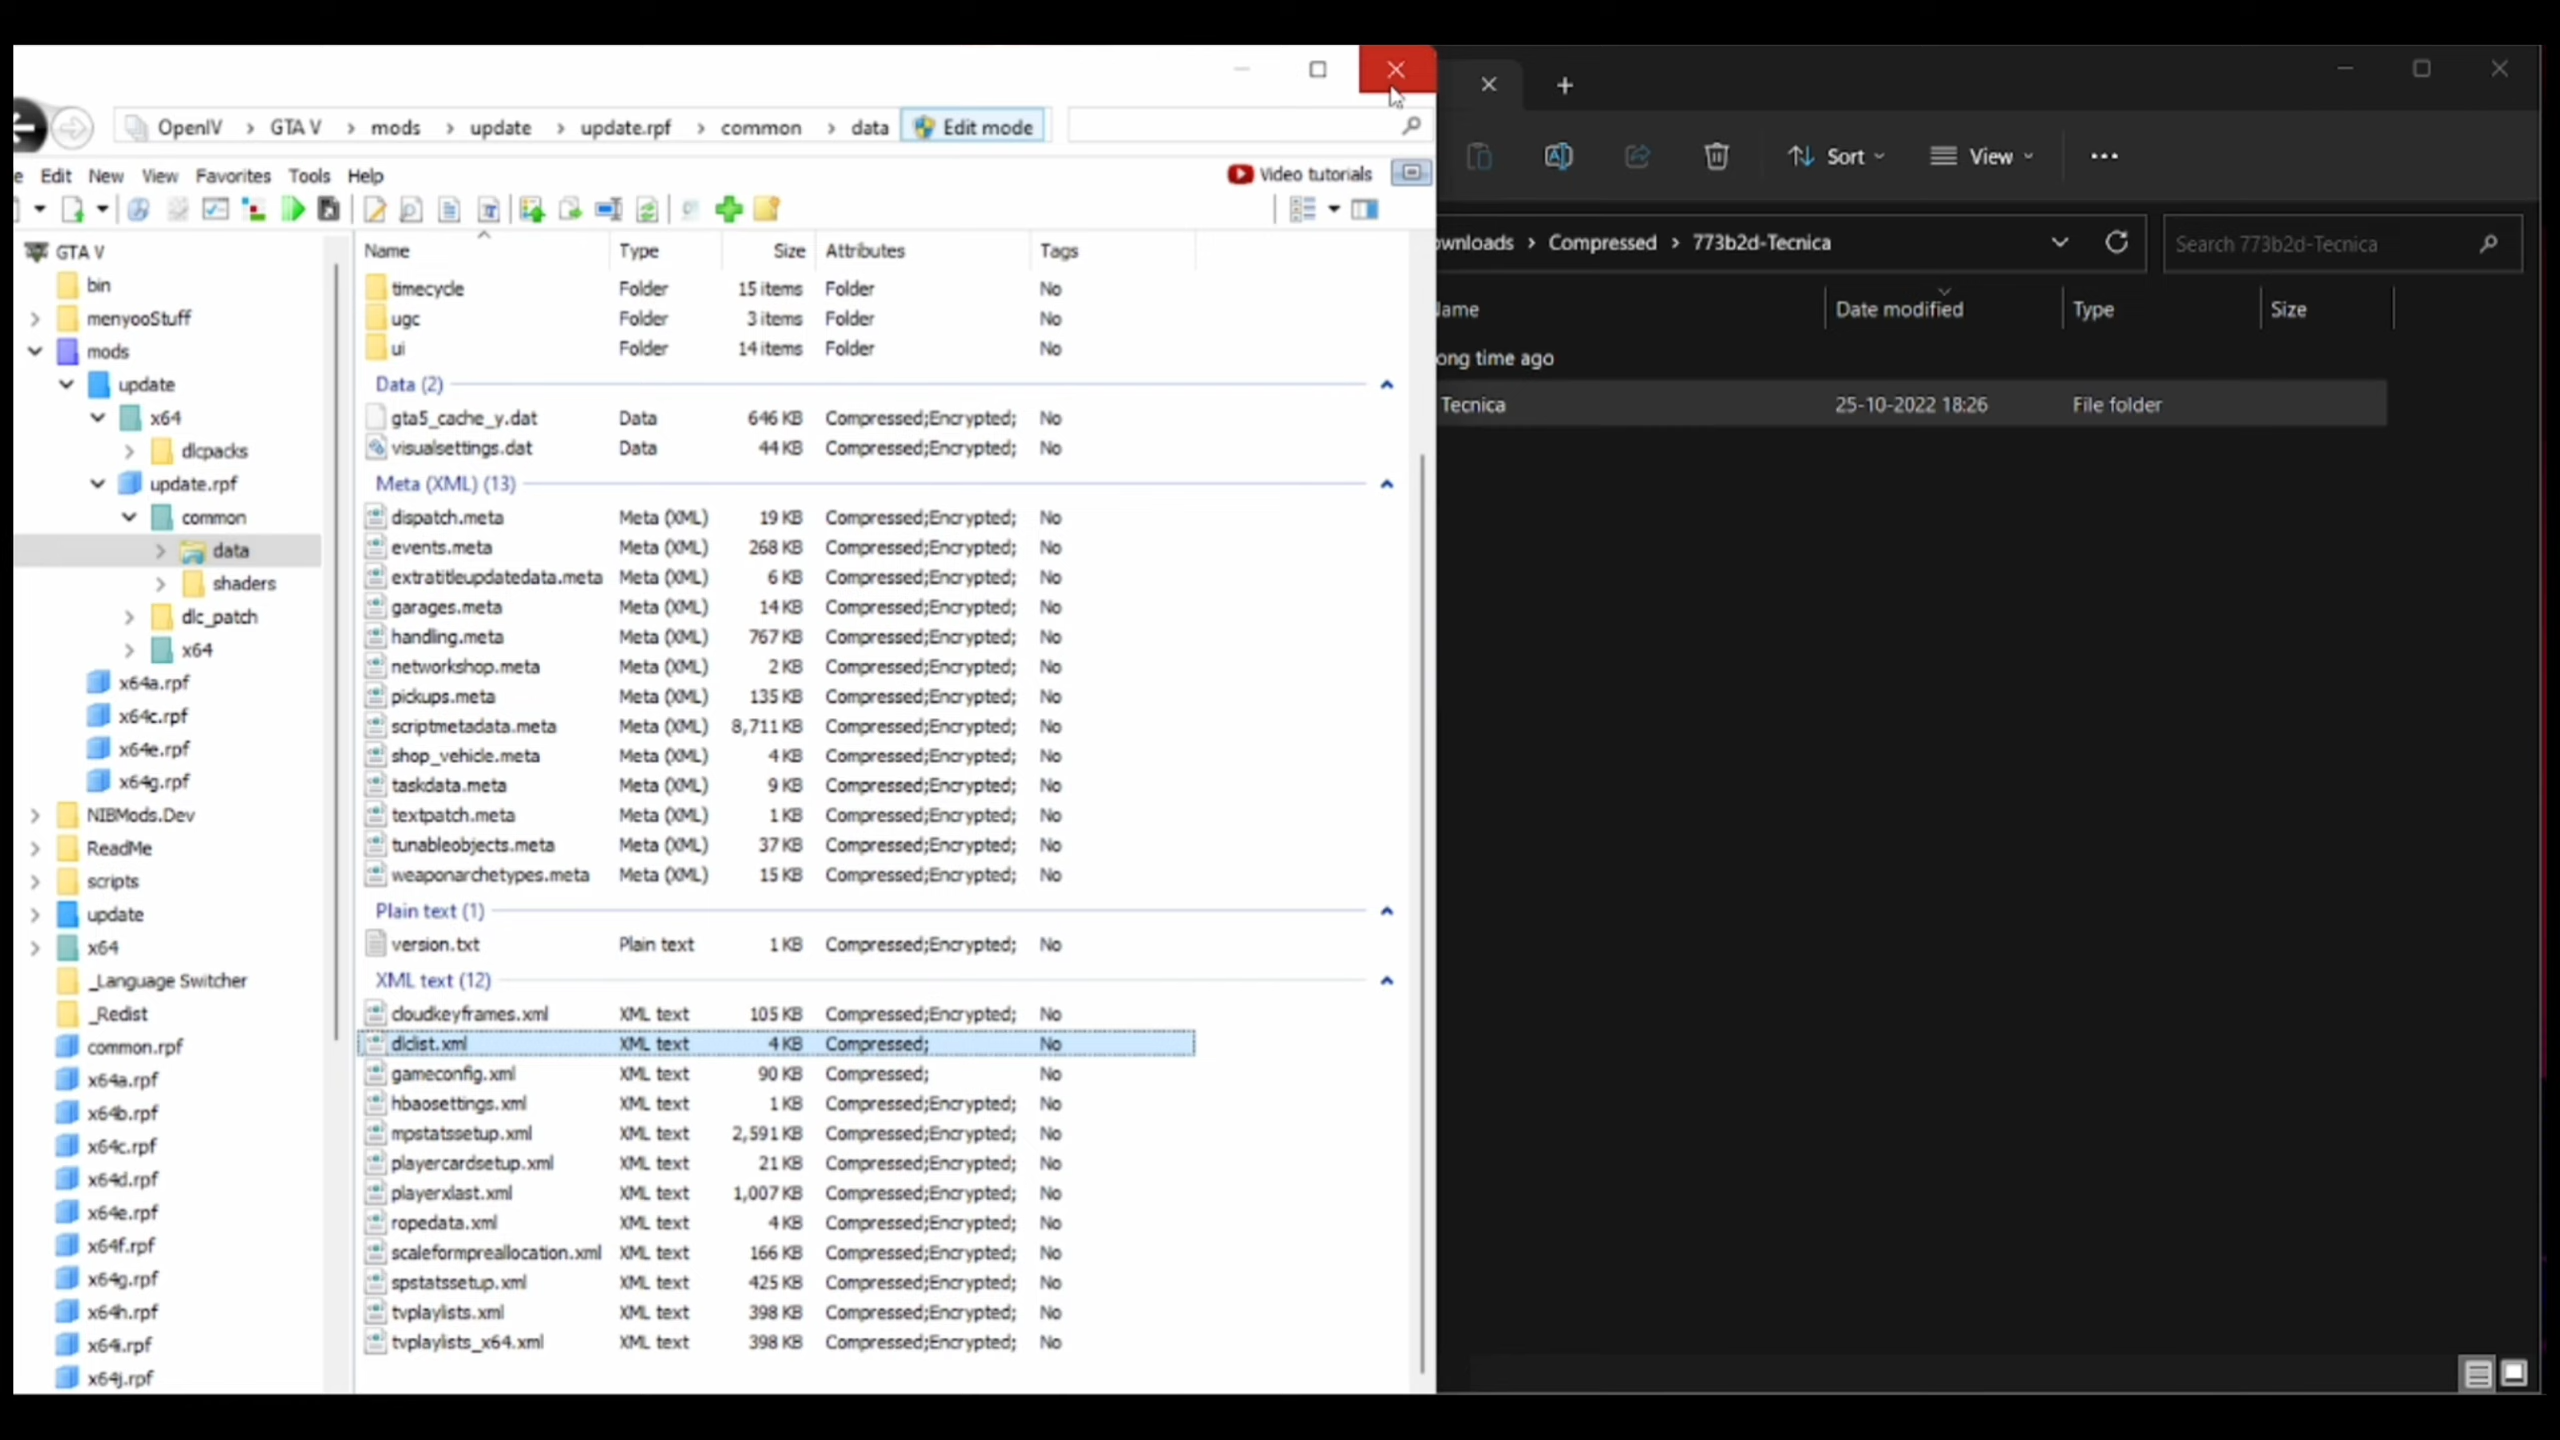 OpenIV > GTA V > mods > update > update.rpf > common > data Edit mode
Edit New View Favorites Tools Help Video tutorials
Name Type Size Attributes Tags
GTA V
bin
menyooStuff
mods
update
x64
dlcpacks
update.rpf
common
data
shaders
dlc_patch
x64
x64a.rpf
x64c.rpf
x64e.rpf
x64g.rpf
NIBMods.Dev
ReadMe
scripts
update
x64
_Language Switcher
_Redist
common.rpf
x64a.rpf
x64b.rpf
x64c.rpf
x64d.rpf
x64e.rpf
x64f.rpf
x64g.rpf
x64h.rpf
x64i.rpf
x64j.rpf
timecycle Folder 15 items Folder No
ugc Folder 3 items Folder No
ui Folder 14 items Folder No
Data (2)
gta5_cache_y.dat Data 646 KB Compressed;Encrypted; No
visualsettings.dat Data 44 KB Compressed;Encrypted; No
Meta (XML) (13)
dispatch.meta Meta (XML) 19 KB Compressed;Encrypted; No
events.meta Meta (XML) 268 KB Compressed;Encrypted; No
extratitleupdatedata.meta Meta (XML) 6 KB Compressed;Encrypted; No
garages.meta Meta (XML) 14 KB Compressed;Encrypted; No
handling.meta Meta (XML) 767 KB Compressed;Encrypted; No
networkshop.meta Meta (XML) 2 KB Compressed;Encrypted; No
pickups.meta Meta (XML) 135 KB Compressed;Encrypted; No
scriptmetadata.meta Meta (XML) 8,711 KB Compressed;Encrypted; No
shop_vehicle.meta Meta (XML) 4 KB Compressed;Encrypted; No
taskdata.meta Meta (XML) 9 KB Compressed;Encrypted; No
textpatch.meta Meta (XML) 1 KB Compressed;Encrypted; No
tunableobjects.meta Meta (XML) 37 KB Compressed;Encrypted; No
weaponarchetypes.meta Meta (XML) 15 KB Compressed;Encrypted; No
Plain text (1)
version.txt Plain text 1 KB Compressed;Encrypted; No
XML text (12)
cloudkeyframes.xml XML text 105 KB Compressed;Encrypted; No
dlclist.xml XML text 4 KB Compressed; No
gameconfig.xml XML text 90 KB Compressed; No
hbaosettings.xml XML text 1 KB Compressed;Encrypted; No
mpstatssetup.xml XML text 2,591 KB Compressed;Encrypted; No
playercardsetup.xml XML text 21 KB Compressed;Encrypted; No
playerxlast.xml XML text 1,007 KB Compressed;Encrypted; No
ropedata.xml XML text 4 KB Compressed;Encrypted; No
scaleformpreallocation.xml XML text 166 KB Compressed;Encrypted; No
spstatssetup.xml XML text 425 KB Compressed;Encrypted; No
tvplaylists.xml XML text 398 KB Compressed;Encrypted; No
tvplaylists_x64.xml XML text 398 KB Compressed;Encrypted; No
Sort View
ownloads > Compressed > 773b2d-Tecnica Search 773b2d-Tecnica
ame Date modified Type Size
ong time ago
Tecnica 25-10-2022 18:26 File folder